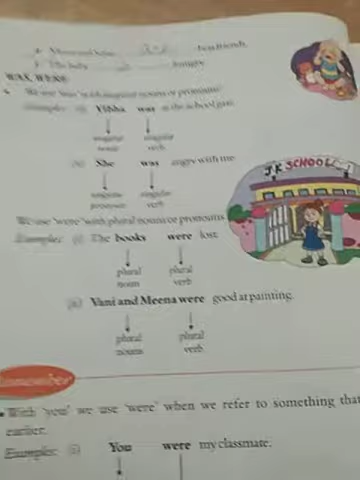 best friends.
The baby hungry.
WAS, WERE
We use 'was' with singular nouns or pronouns.
Examples: (i) Vibha was at the school gate.
singular singular
noun verb
(ii) She was angry with me
singular singular
pronoun verb
J.K SCHOOL
We use 'were' with plural nouns or pronouns
Examples: (i) The books were lost.
plural plural
noun verb
(ii) Vani and Meena were good at painting.
plural plural
nouns verb
Remember
With 'you' we use 'were' when we refer to something that
earlier.
Examples: (i) You were my classmate.